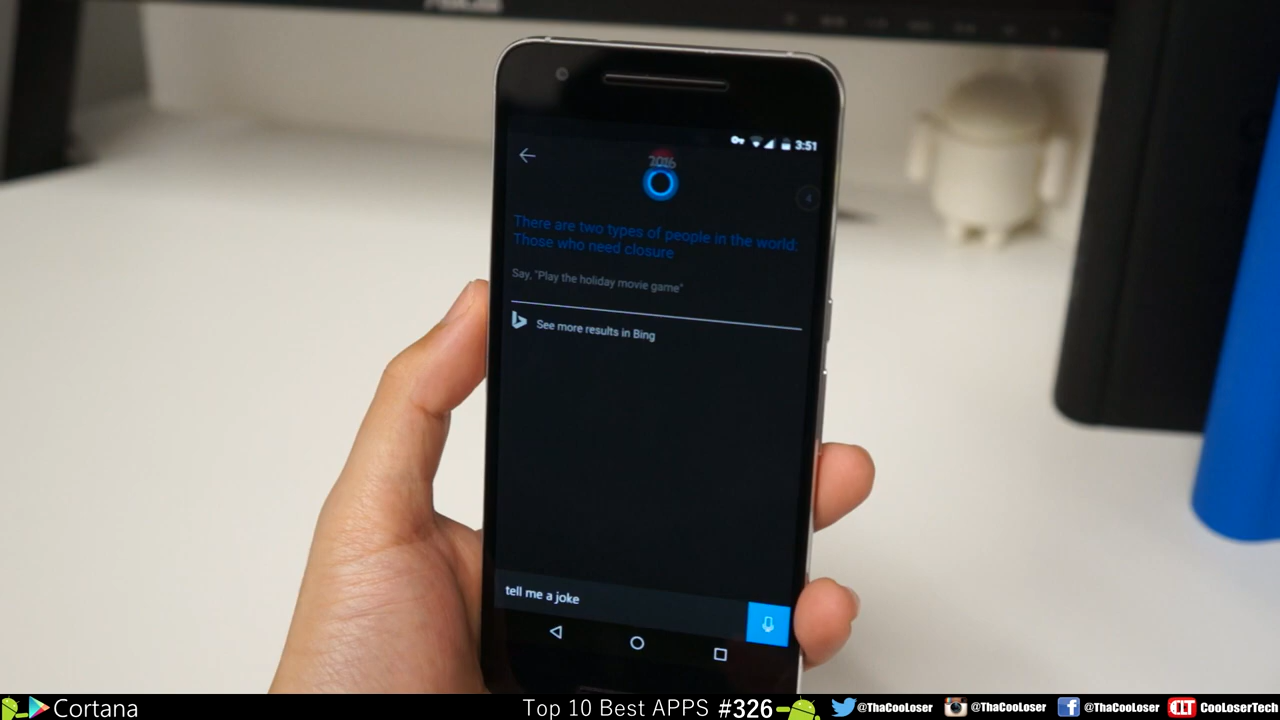 3:51
2016
4
There are two types of people in the world:
Those who need closure
Say, "Play the holiday movie game"
See more results in Bing
tell me a joke
Cortana
Top 10 Best APPS #326
@ThaCooLoser
@ThaCooLoser
@ThaCooLoser
CLT CooLoserTech